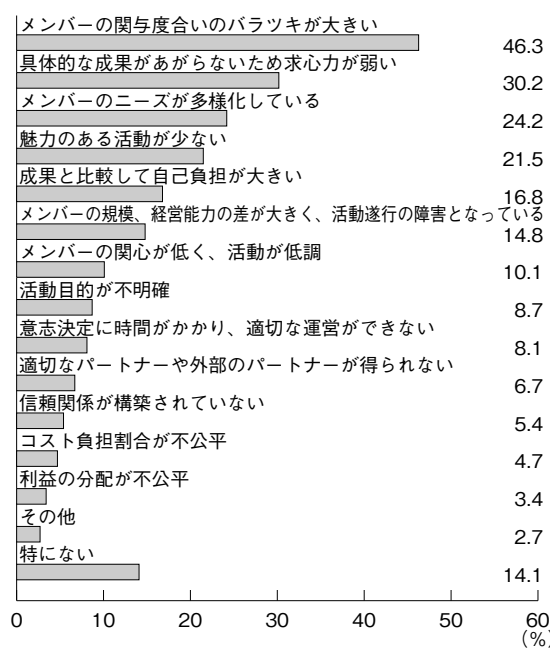 メンバーの関与度合いのバラツキが大きい
46.3
具体的な成果があがらないため求心力が弱い
30.2
メンバーのニーズが多様化している
24.2
魅力のある活動が少ない
21.5
成果と比較して自己負担が大きい
16.8
メンバーの規模、経営能力の差が大きく、活動遂行の障害となっている
14.8
メンバーの関心が低く、活動が低調
10.1
活動目的が不明確
8.7
意志決定に時間がかかり、適切な運営ができない
8.1
適切なパートナーや外部のパートナーが得られない
6.7
信頼関係が構築されていない
5.4
コスト負担割合が不公平
4.7
利益の分配が不公平
3.4
その他
2.7
特にない
14.1
0 10 20 30 40 50 60
(%)